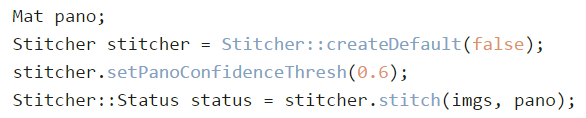 Mat pano;
Stitcher stitcher = Stitcher::createDefault(false);
stitcher.setPanoConfidenceThresh(0.6);
Stitcher::Status status = stitcher.stitch(imgs, pano);